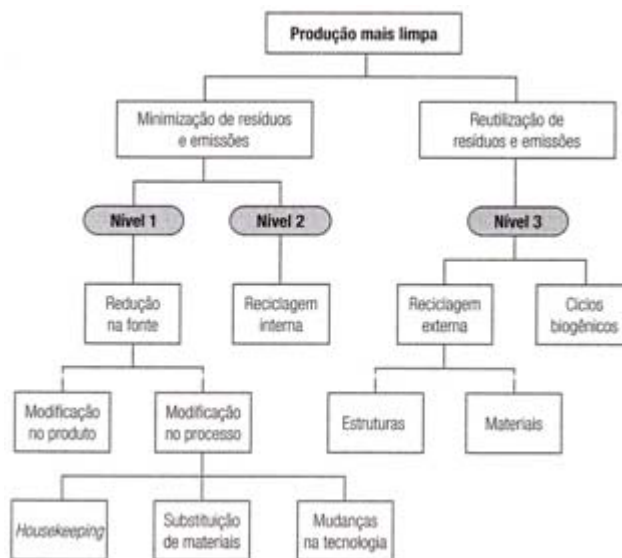 Produção mais limpa
Minimização de resíduos
e emissões
Reutilização de
resíduos e emissões
Nível 1
Nível 2
Nível 3
Redução
na fonte
Reciclagem
interna
Reciclagem
externa
Ciclos
biogênicos
Modificação
no produto
Modificação
no processo
Estruturas
Materiais
Housekeeping
Substituição
de materiais
Mudanças
na tecnologia